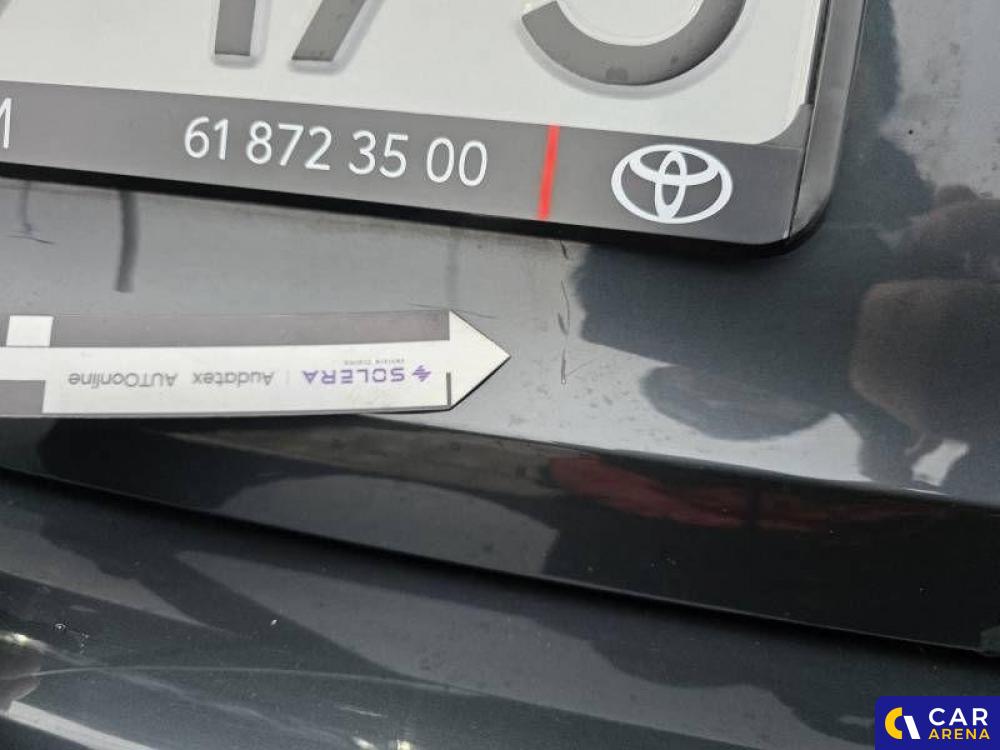 M
61 872 35 00
SOLERA | Audatex AUTOonline
CAR
ARENA